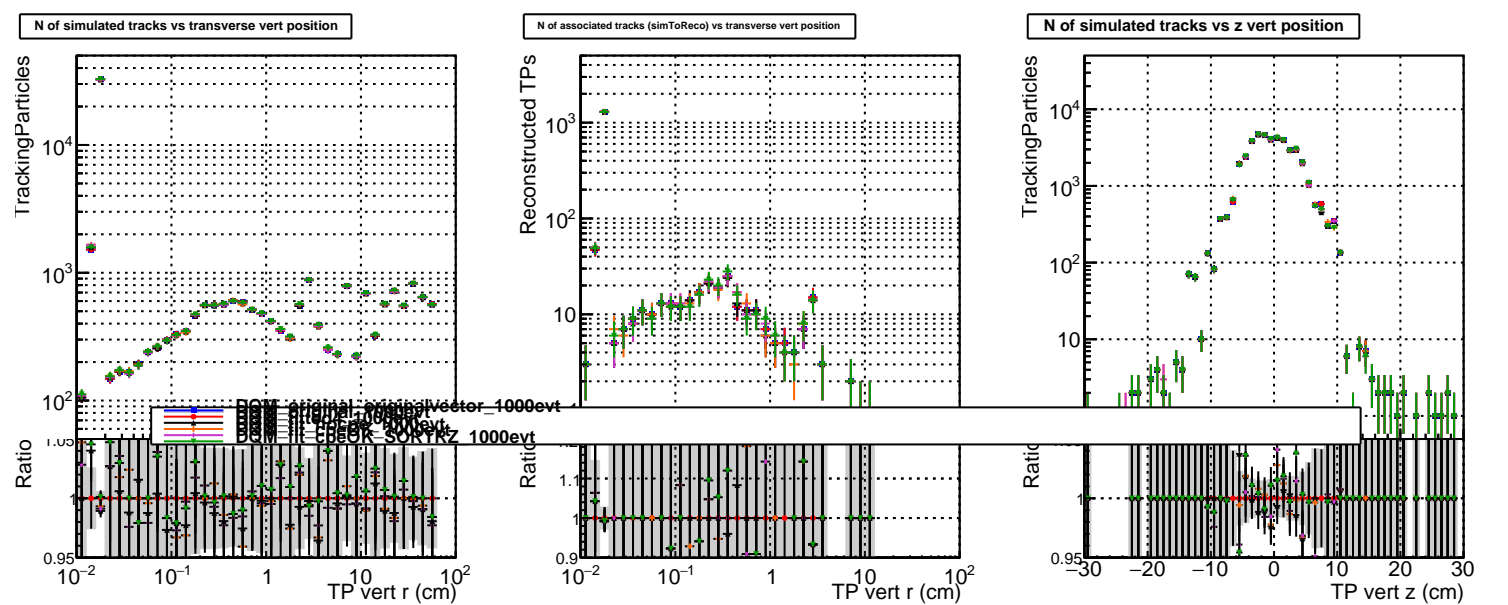 N of simulated tracks vs transverse vert position
N of associated tracks (simToReco) vs transverse vert position
N of simulated tracks vs z vert position
TrackingParticles
10^4
10^3
10^2
Ratio
1.05
1
0.95
10^−2
10^−1
1
10
10^2
TP vert r (cm)
Reconstructed TPs
10^3
10^2
10
Ratio
1.1
1
0.9
10^−2
10^−1
1
10
10^2
TP vert r (cm)
TrackingParticles
10^4
10^3
10^2
10
Ratio
1
0.95
−30
−20
−10
0
10
20
30
TP vert z (cm)
DQM_original_originalvector_1000evt
DQM_fit_cpeOK_SORTRZ_1000evt